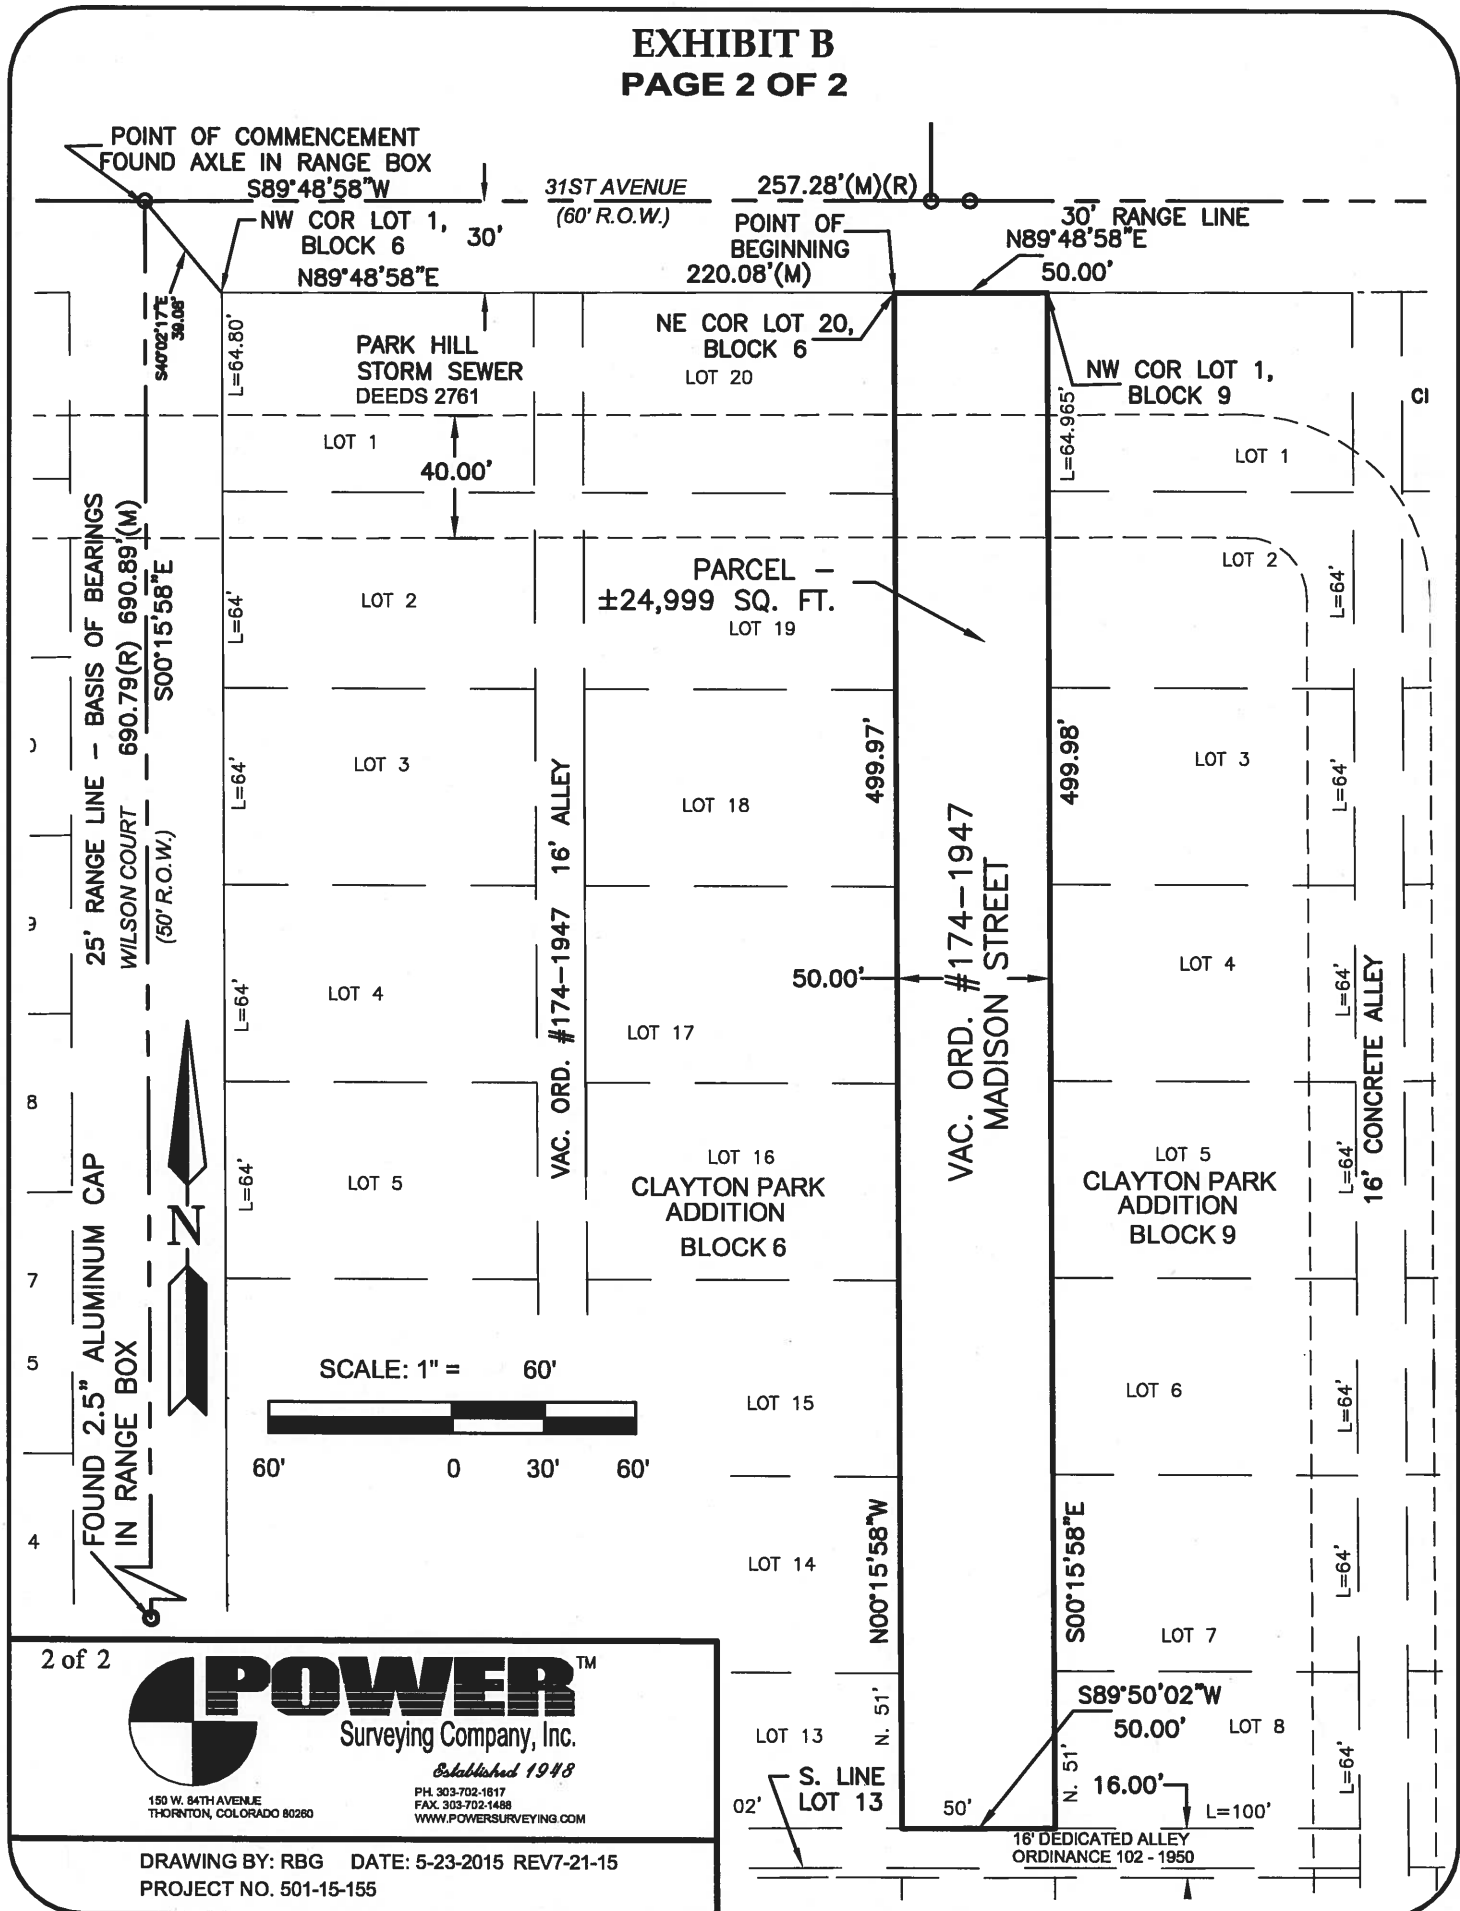 EXHIBIT B
PAGE 2 OF 2
POINT OF COMMENCEMENT
FOUND AXLE IN RANGE BOX
S89°48'58"W
31ST AVENUE
(60' R.O.W.)
257.28'(M)(R)
30' RANGE LINE
NW COR LOT 1,
BLOCK 6
30'
N89°48'58"E
POINT OF
BEGINNING
220.08'(M)
N89°48'58"E
50.00'
S40°02'17"E
39.08'
L=64.80'
PARK HILL
STORM SEWER
DEEDS 2761
NE COR LOT 20,
BLOCK 6
LOT 20
NW COR LOT 1,
BLOCK 9
CI
L=64.965'
LOT 1
40.00'
LOT 1
25' RANGE LINE - BASIS OF BEARINGS
WILSON COURT
(50' R.O.W.)
690.79(R) 690.89'(M)
S00°15'58"E
LOT 2
L=64'
PARCEL -
±24,999 SQ. FT.
LOT 19
LOT 2
L=64'
LOT 3
L=64'
LOT 18
499.97'
499.98'
LOT 3
L=64'
VAC. ORD. #174-1947 16' ALLEY
VAC. ORD. #174-1947
MADISON STREET
9
LOT 4
L=64'
50.00'
LOT 17
LOT 4
L=64'
16' CONCRETE ALLEY
8
LOT 5
L=64'
N
LOT 16
CLAYTON PARK
ADDITION
BLOCK 6
LOT 5
CLAYTON PARK
ADDITION
BLOCK 9
L=64'
7
5
4
FOUND 2.5" ALUMINUM CAP
IN RANGE BOX
SCALE: 1" = 60'
60' 0 30' 60'
LOT 15
LOT 6
L=64'
LOT 14
N00°15'58"W
S00°15'58"E
L=64'
LOT 7
LOT 13
N. 51'
S89°50'02"W
50.00'
LOT 8
L=64'
S. LINE
LOT 13
02'
50'
N. 51'
16.00'
L=100'
16' DEDICATED ALLEY
ORDINANCE 102 - 1950
2 of 2
POWER™
Surveying Company, Inc.
Established 1948
150 W. 84TH AVENUE
THORNTON, COLORADO 80260
PH. 303-702-1617
FAX. 303-702-1488
WWW.POWERSURVEYING.COM
DRAWING BY: RBG DATE: 5-23-2015 REV7-21-15
PROJECT NO. 501-15-155